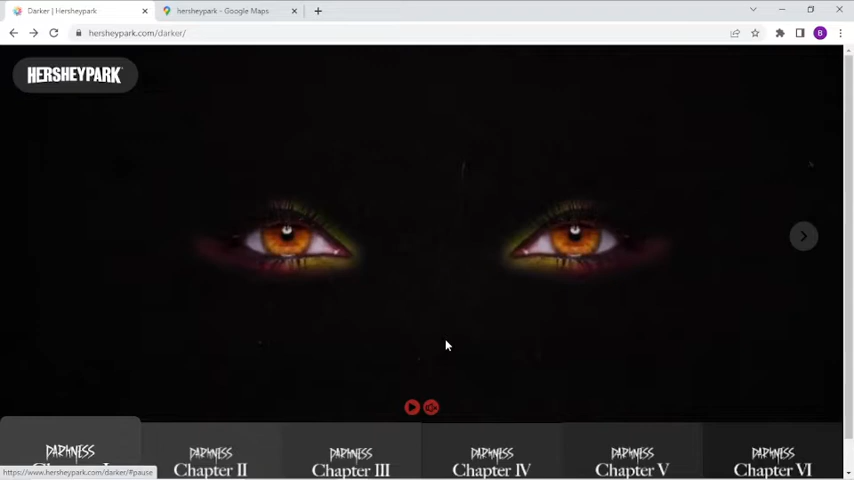 Darker | Hersheypark
hersheypark - Google Maps
hersheypark.com/darker/
B
HERSHEYPARK
DARKNESS
DARKNESS
Chapter II
DARKNESS
Chapter III
DARKNESS
Chapter IV
DARKNESS
Chapter V
DARKNESS
Chapter VI
https://www.hersheypark.com/darker/#pause